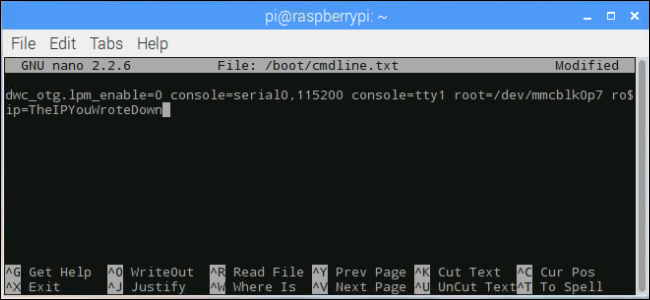 pi@raspberrypi: ~
File Edit Tabs Help
GNU nano 2.2.6 File: /boot/cmdline.txt Modified
dwc_otg.lpm_enable=0 console=serial0,115200 console=tty1 root=/dev/mmcblk0p7 ro$
ip=TheIPYouWroteDown
^G Get Help ^O WriteOut ^R Read File ^Y Prev Page ^K Cut Text ^C Cur Pos
^X Exit ^J Justify ^W Where Is ^V Next Page ^U UnCut Text ^T To Spell